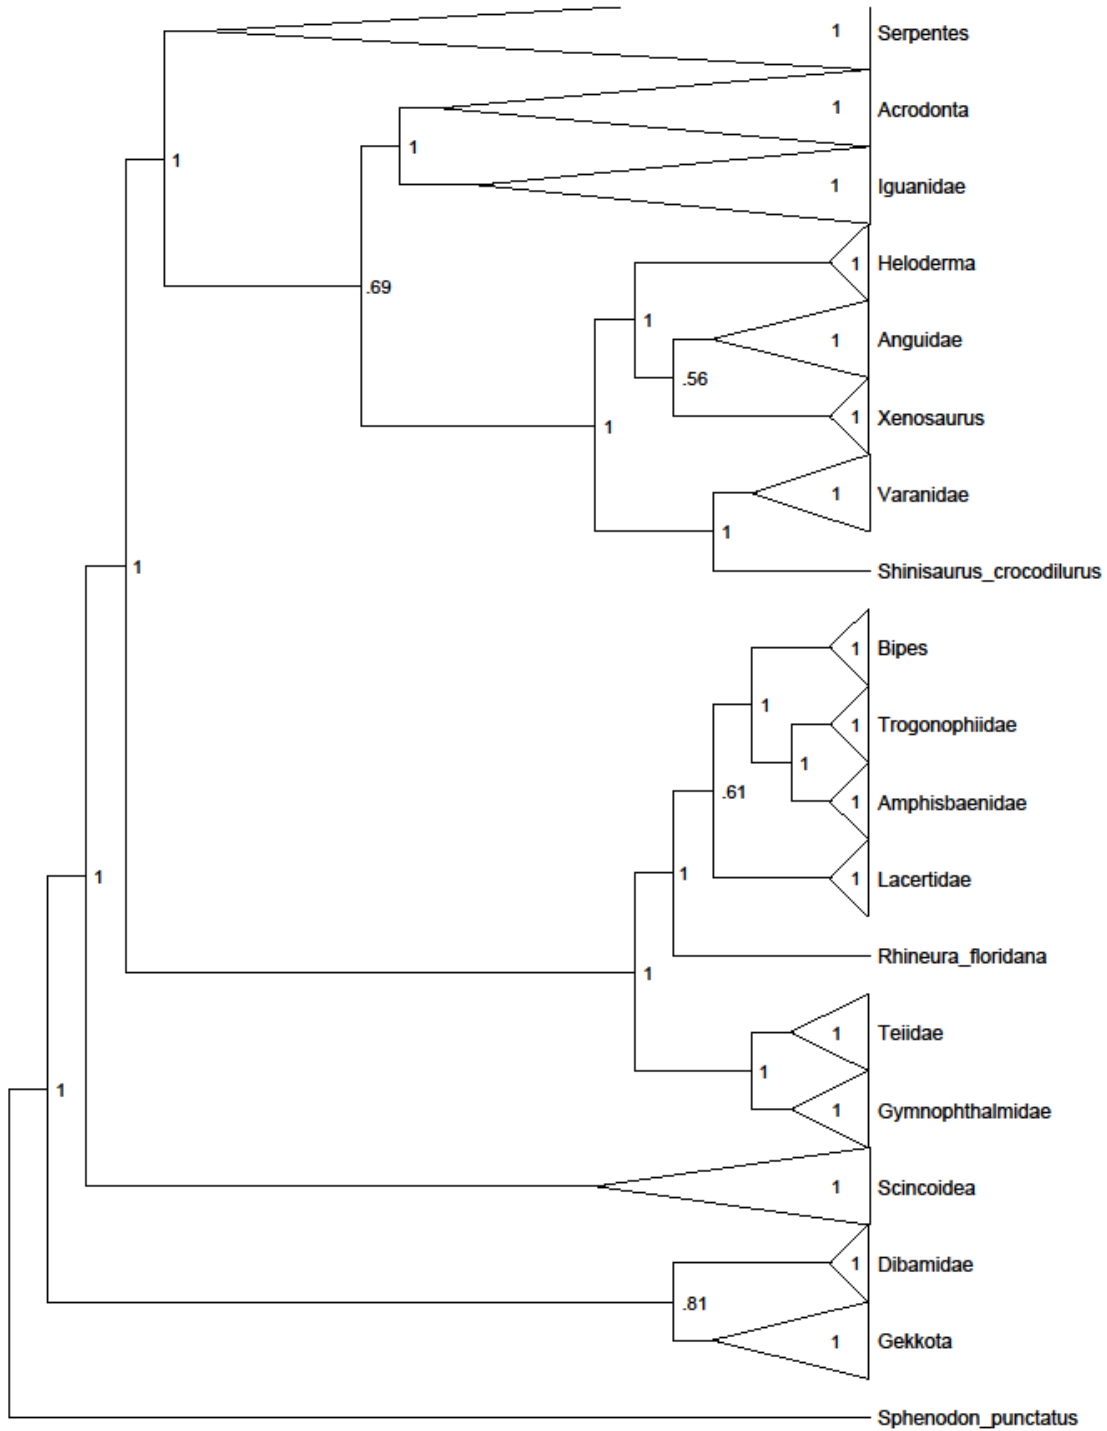 1 Serpentes
1 Acrodonta
1
1
1 Iguanidae
1 Heloderma
.69
1
1 Anguidae
.56
1 Xenosaurus
1
1 Varanidae
1
1
Shinisaurus_crocodilurus
1 Bipes
1
1 Trogonophiidae
1
.61
1 Amphisbaenidae
1
1
1 Lacertidae
Rhineura_floridana
1
1 Teiidae
1
1
1 Gymnophthalmidae
1 Scincoidea
1 Dibamidae
.81
1 Gekkota
Sphenodon_punctatus